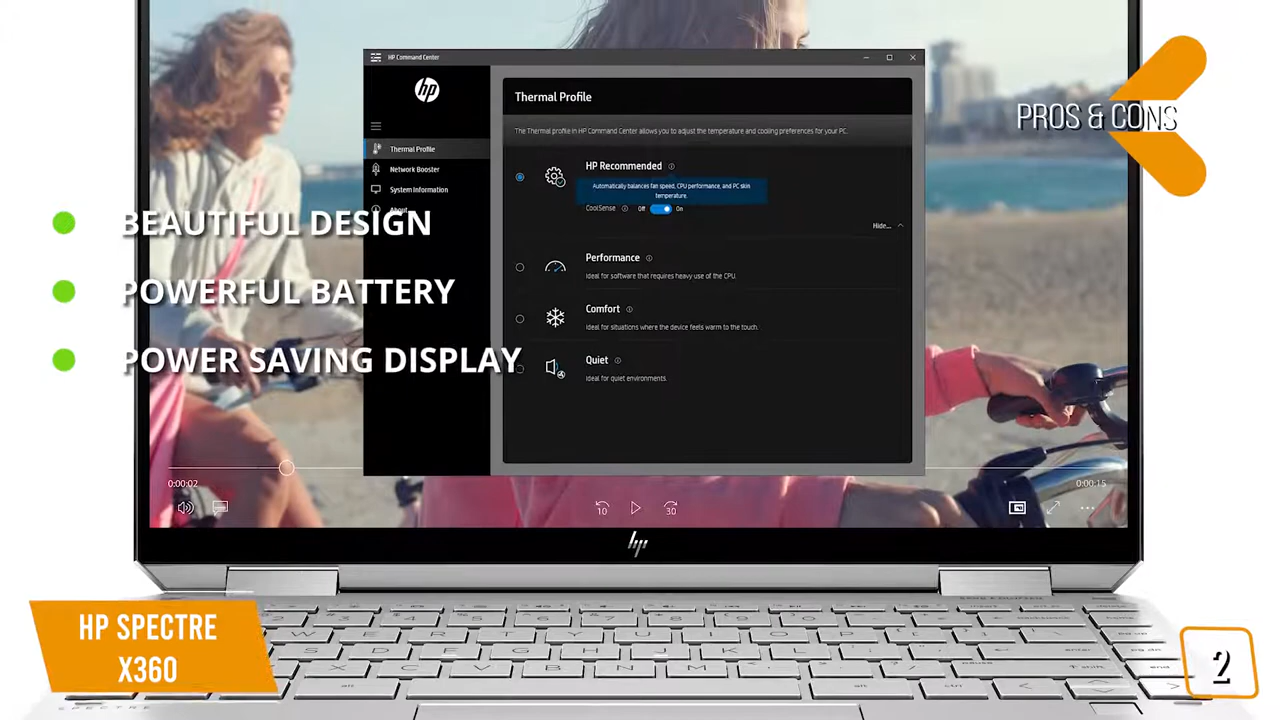 HP Command Center
hp
Thermal Profile
PROS & CONS
The Thermal profile in HP Command Center allows you to adjust the temperature and cooling preferences for your PC.
Thermal Profile
Network Booster
System Information
About
HP Recommended
Automatically balances fan speed, CPU performance, and PC skin
temperature.
CoolSense Off On
Hide...
BEAUTIFUL DESIGN
Performance
Ideal for software that requires heavy use of the CPU.
POWERFUL BATTERY
Comfort
Ideal for situations where the device feels warm to the touch.
POWER SAVING DISPLAY
Quiet
Ideal for quiet environments.
0:00:02
0:00:15
10
30
hp
HP SPECTRE
X360
2
SPECTRE